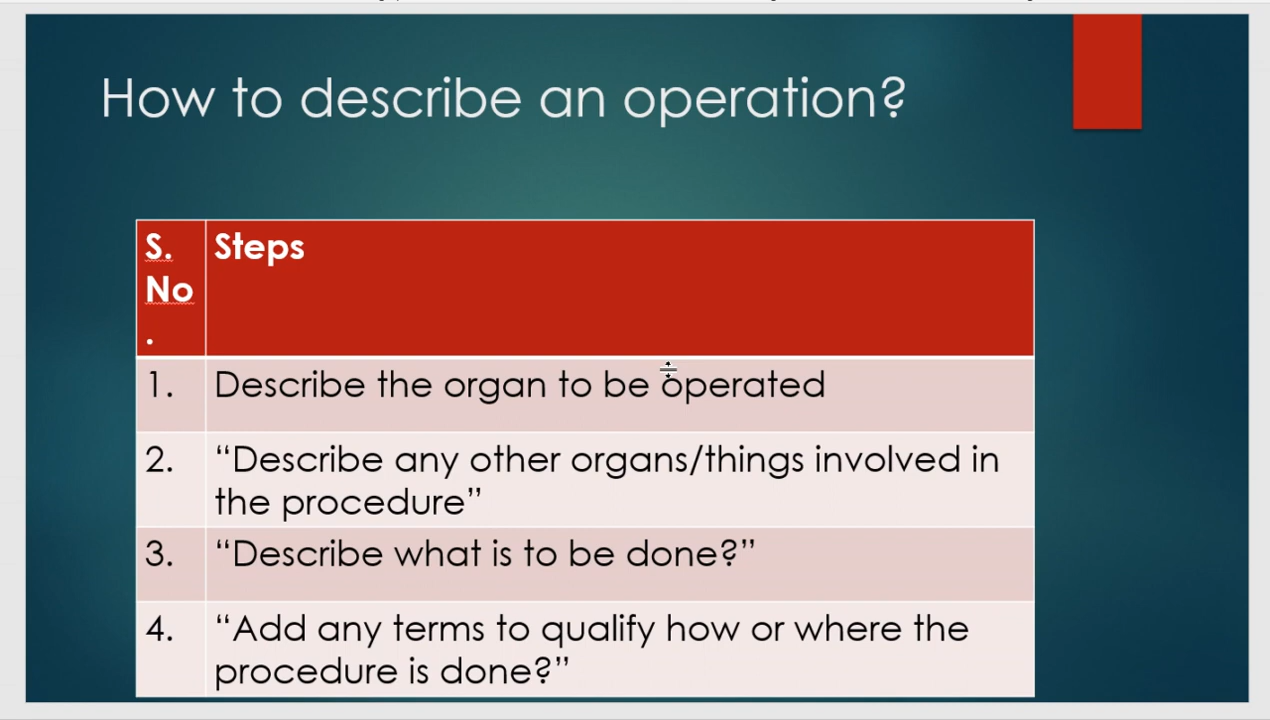 How to describe an operation?
S. Steps
No
.
1. Describe the organ to be operated
2. “Describe any other organs/things involved in
the procedure”
3. “Describe what is to be done?”
4. “Add any terms to qualify how or where the
procedure is done?”